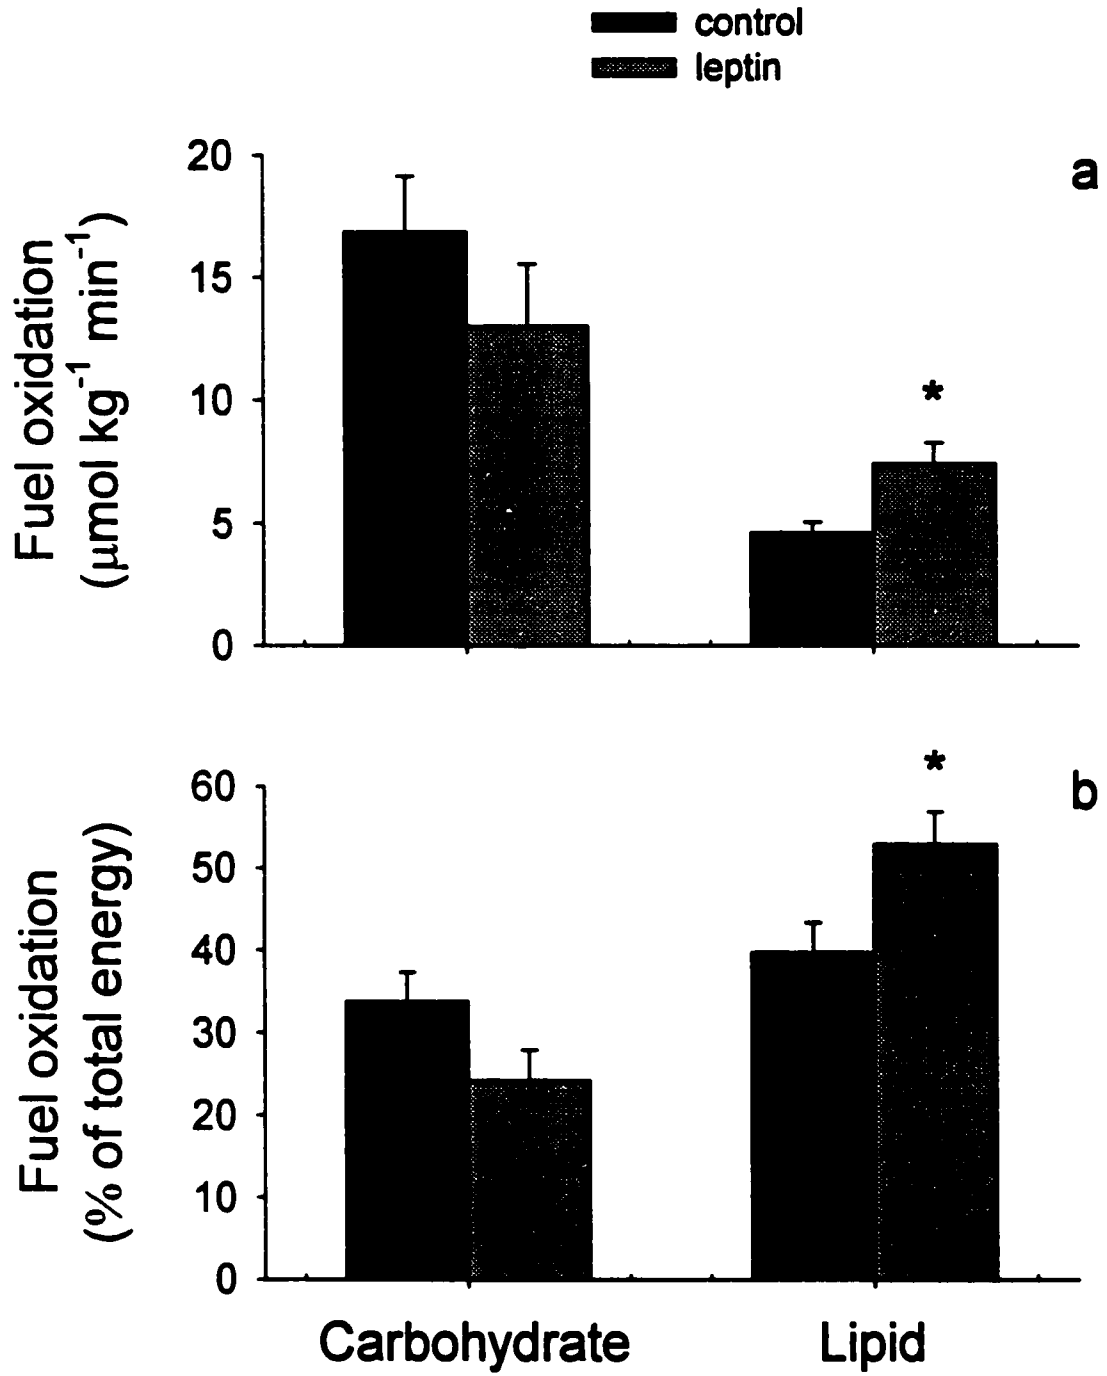 control
leptin
a
Fuel oxidation
(µmol kg⁻¹ min⁻¹)
20
15
10
5
0
*
b
Fuel oxidation
(% of total energy)
60
50
40
30
20
10
0
*
Carbohydrate
Lipid